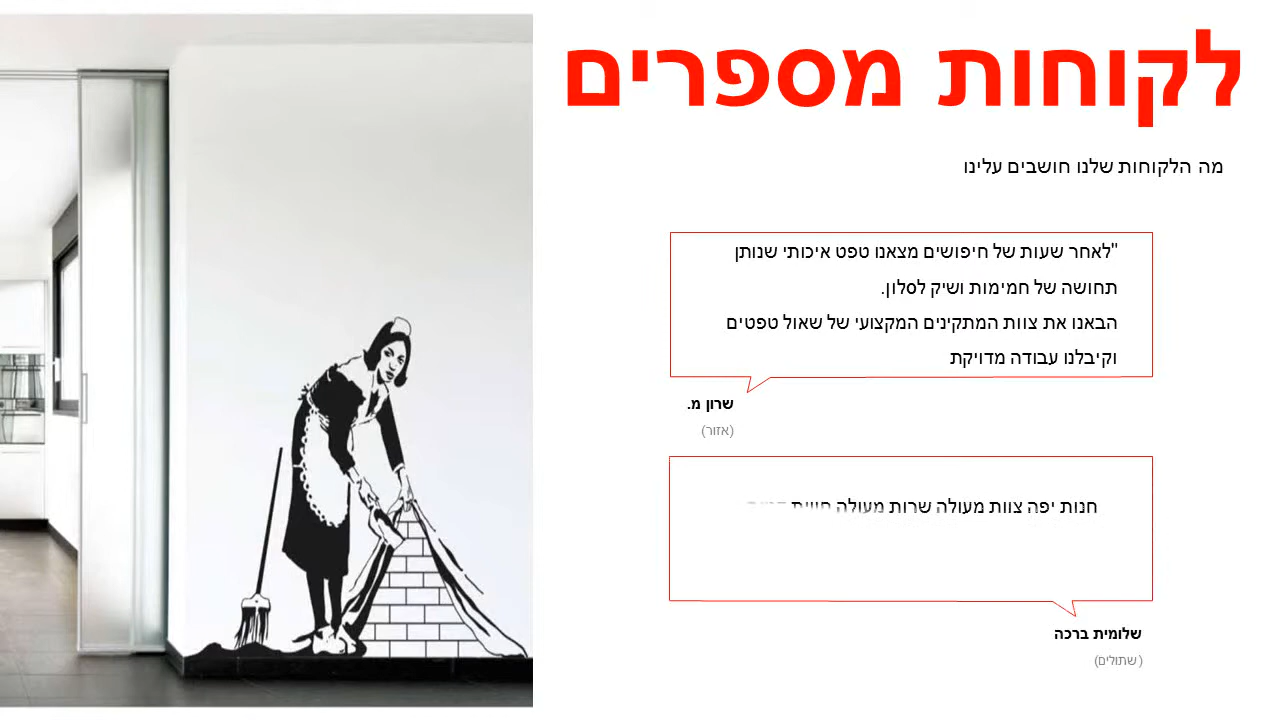 לקוחות מספרים
מה הלקוחות שלנו חושבים עלינו
"לאחר שעות של חיפושים מצאנו טפט איכותי שנותן
תחושה של חמימות ושיק לסלון.
הבאנו את צוות המתקינים המקצועי של שאול טפטים
וקיבלנו עבודה מדויקת
שרון מ.
(אזור)
חנות יפה צוות מעולה שרות מעולה
שלומית ברכה
(שתולים)